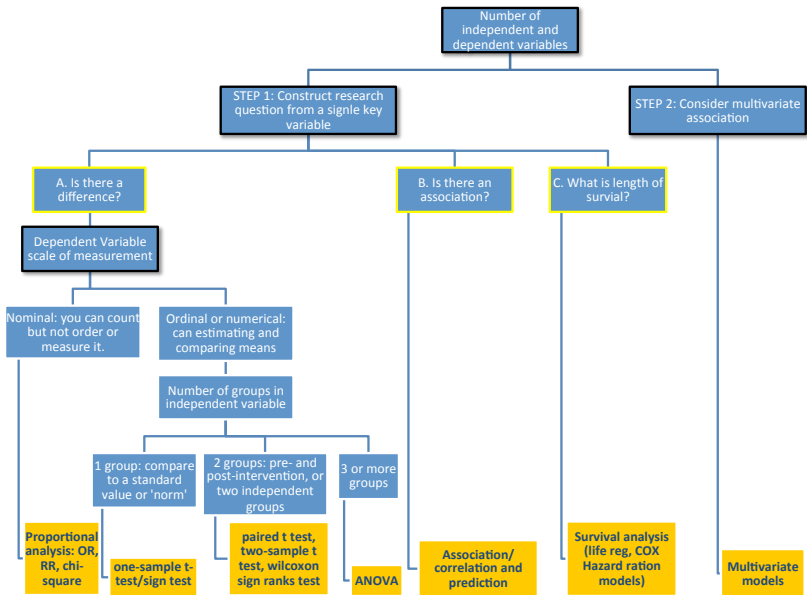 Number of
independent and
dependent variables
STEP 1: Construct research
question from a signle key
variable
STEP 2: Consider multivariate
association
A. Is there a
difference?
B. Is there an
association?
C. What is length of
survial?
Dependent Variable
scale of measurement
Nominal: you can count
but not order or
measure it.
Ordinal or numerical:
can estimating and
comparing means
Number of groups in
independent variable
1 group: compare
to a standard
value or 'norm'
2 groups: pre- and
post-intervention, or
two independent
groups
3 or more
groups
Proportional
analysis: OR,
RR, chi-
square
one-sample t-
test/sign test
paired t test,
two-sample t
test, wilcoxon
sign ranks test
ANOVA
Association/
correlation and
prediction
Survival analysis
(life reg, COX
Hazard ration
models)
Multivariate
models